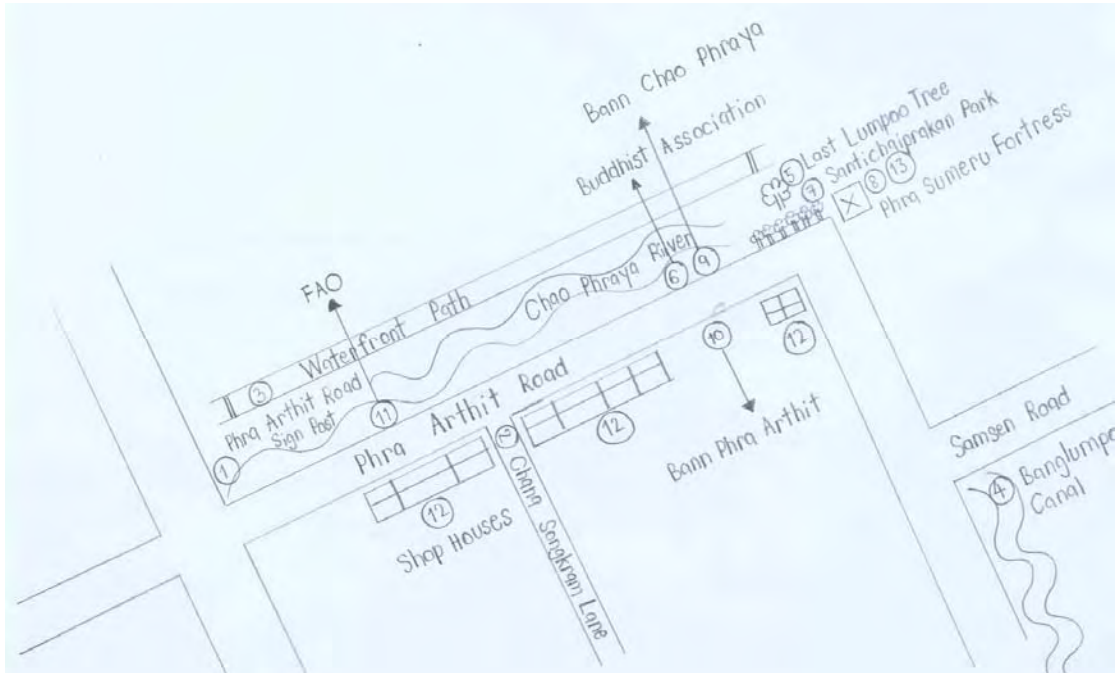 Bann Chao Phraya
Buddhist Association
5 Last Lumpoo Tree
7 Santichaiprakan Park
8 13
Phra Sumeru Fortress
FAO
3 Waterfront Path
Chao Phraya River
6 9
Phra Arthit Road
Sign Post
1
11
Phra Arthit Road
10
12
Bann Phra Arthit
12
2 Chana Songkram Lane
12
Shop Houses
Samsen Road
4 Banglumpoo
Canal